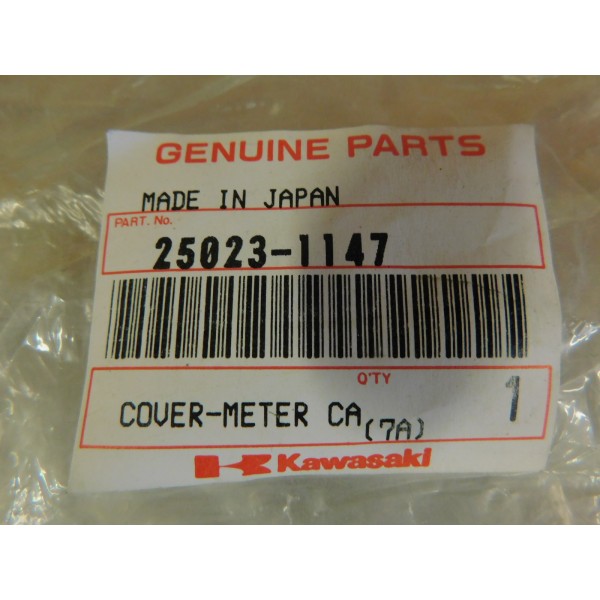 GENUINE PARTS
MADE IN JAPAN
PART. No.
25023-1147
Q'TY
COVER-METER CA (7A) 1
Kawasaki